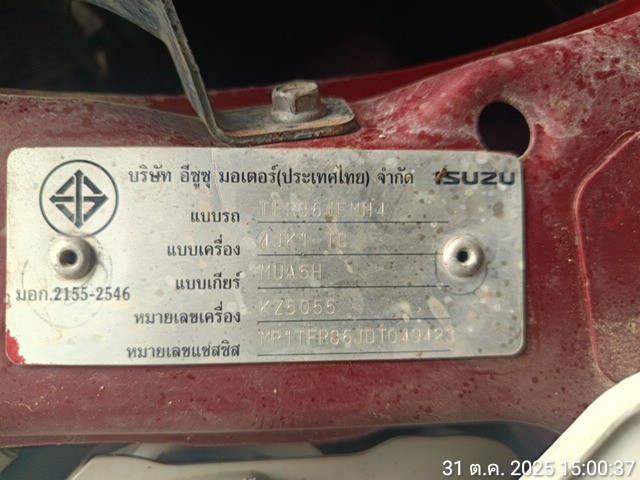 บริษัท อีซูซุ มอเตอร์(ประเทศไทย) จำกัด ISUZU
แบบรถ
แบบเครื่อง 4JK1-TC
แบบเกียร์ MUA5H
มอก.2155-2546
หมายเลขเครื่อง KZ5055
หมายเลขแชสซิส MP1TFR86JDT049423
31 ต.ค. 2025 15:00:37